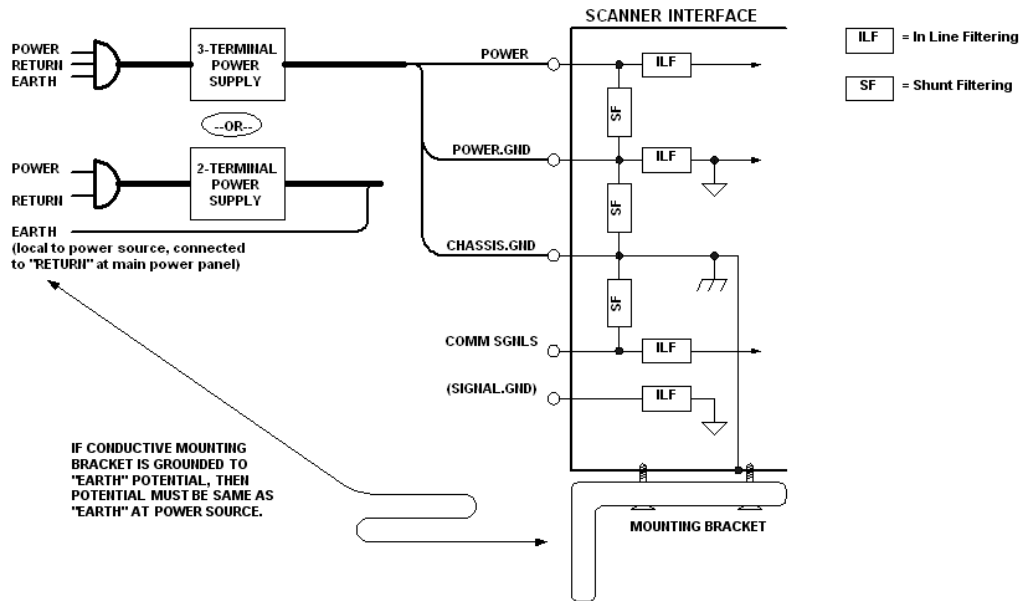 SCANNER INTERFACE
POWER
RETURN
EARTH
3-TERMINAL
POWER
SUPPLY
POWER
ILF
ILF
= In Line Filtering
SF
SF
= Shunt Filtering
--OR--
POWER
RETURN
2-TERMINAL
POWER
SUPPLY
POWER.GND
ILF
SF
EARTH
(local to power source, connected
to "RETURN" at main power panel)
CHASSIS.GND
SF
COMM SGNLS
ILF
(SIGNAL.GND)
ILF
IF CONDUCTIVE MOUNTING
BRACKET IS GROUNDED TO
"EARTH" POTENTIAL, THEN
POTENTIAL MUST BE SAME AS
"EARTH" AT POWER SOURCE.
MOUNTING BRACKET